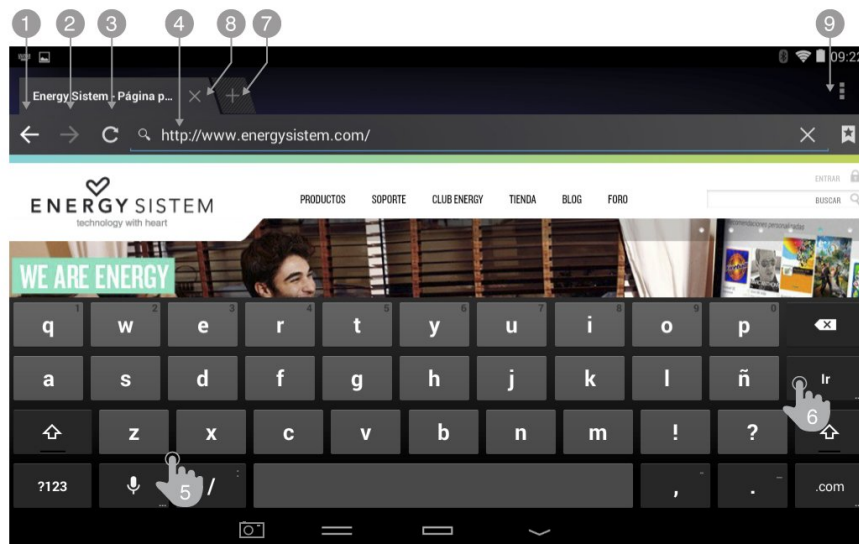 1 2 3 4 8 7 9
09:22
Energy Sistem - Página p...
http://www.energysistem.com/
ENTRAR
ENERGY SISTEM
technology with heart
PRODUCTOS SOPORTE CLUB ENERGY TIENDA BLOG FORO
BUSCAR
Recomendaciones personalizadas
WE ARE ENERGY
1 2 3 4 5 6 7 8 9 0
q w e r t y u i o p
a s d f g h j k l ñ Ir
6
z x c v b n m ! ?
5
?123 / : , - . - .com